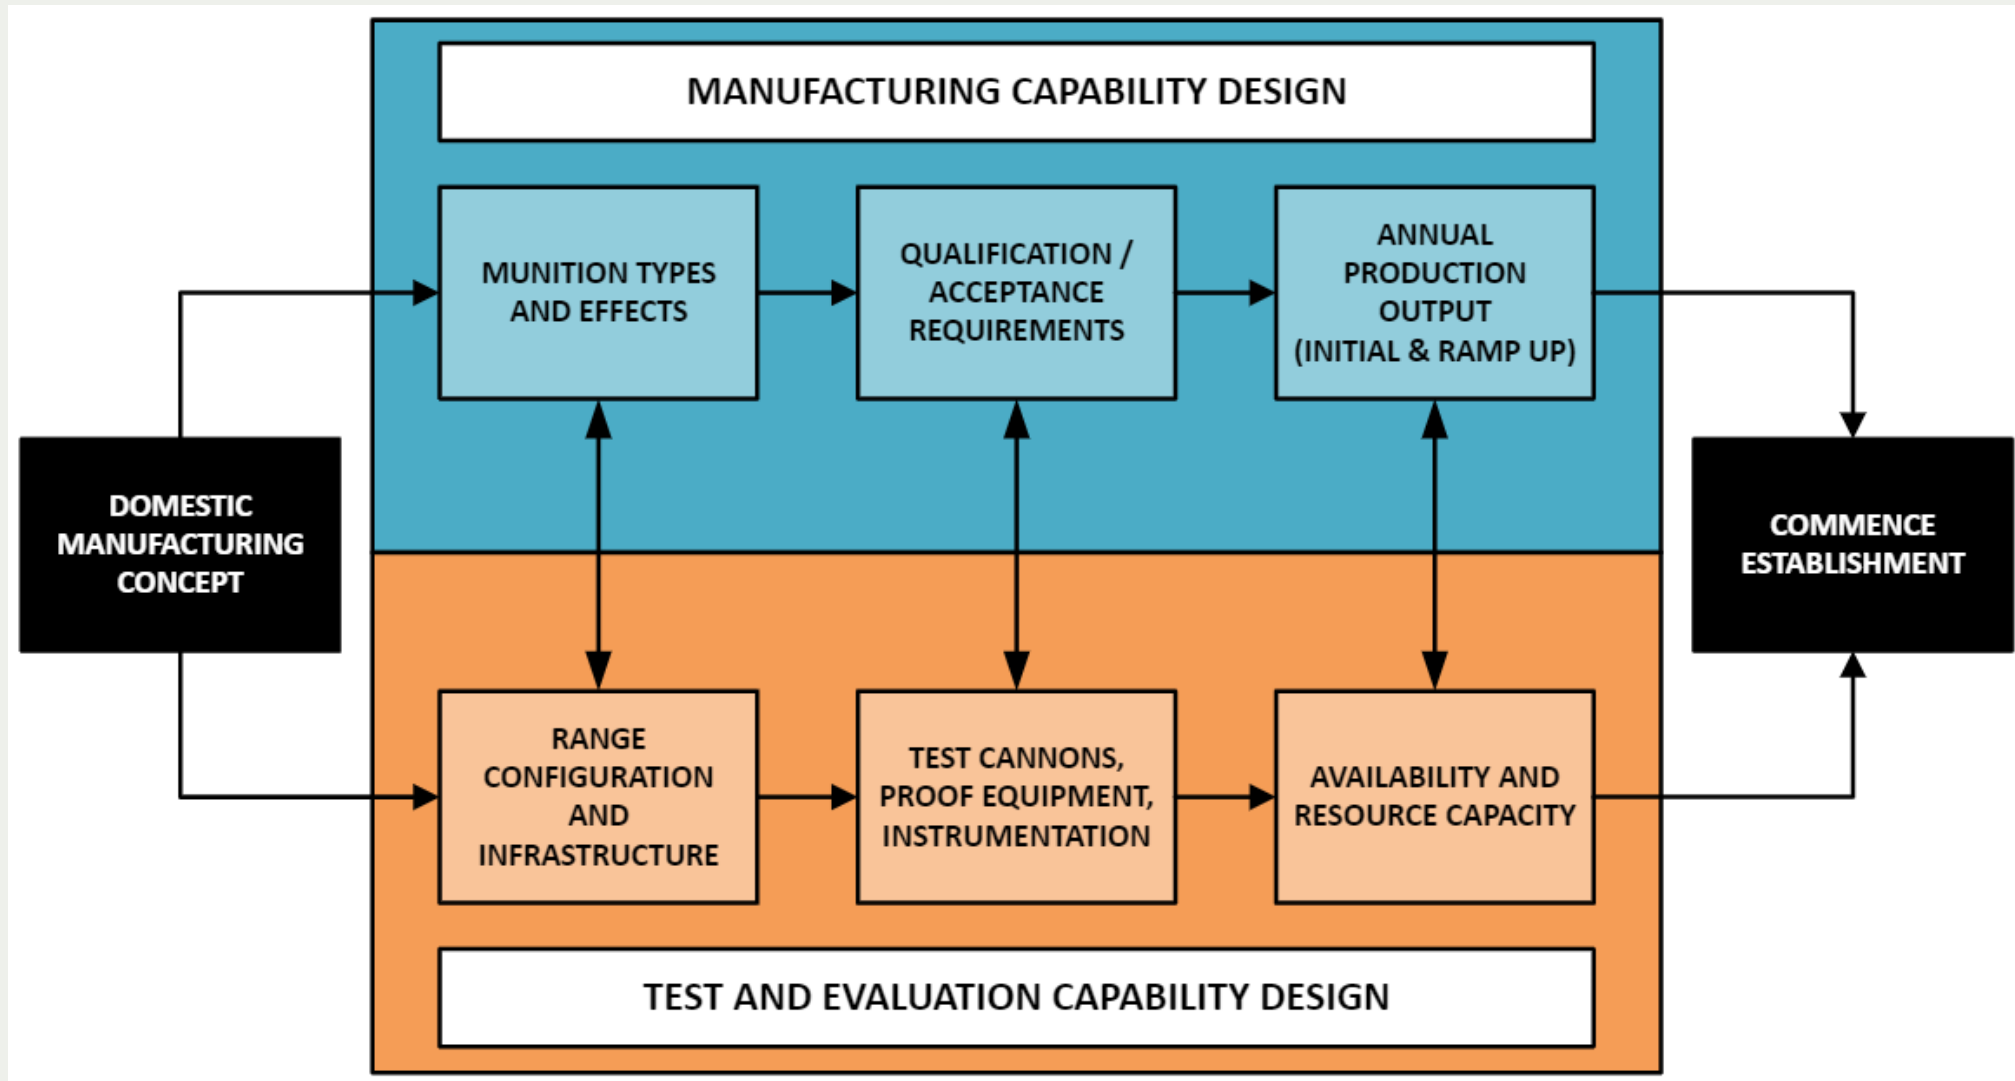 MANUFACTURING CAPABILITY DESIGN
MUNITION TYPES
AND EFFECTS
QUALIFICATION /
ACCEPTANCE
REQUIREMENTS
ANNUAL
PRODUCTION
OUTPUT
(INITIAL & RAMP UP)
DOMESTIC
MANUFACTURING
CONCEPT
COMMENCE
ESTABLISHMENT
RANGE
CONFIGURATION
AND
INFRASTRUCTURE
TEST CANNONS,
PROOF EQUIPMENT,
INSTRUMENTATION
AVAILABILITY AND
RESOURCE CAPACITY
TEST AND EVALUATION CAPABILITY DESIGN